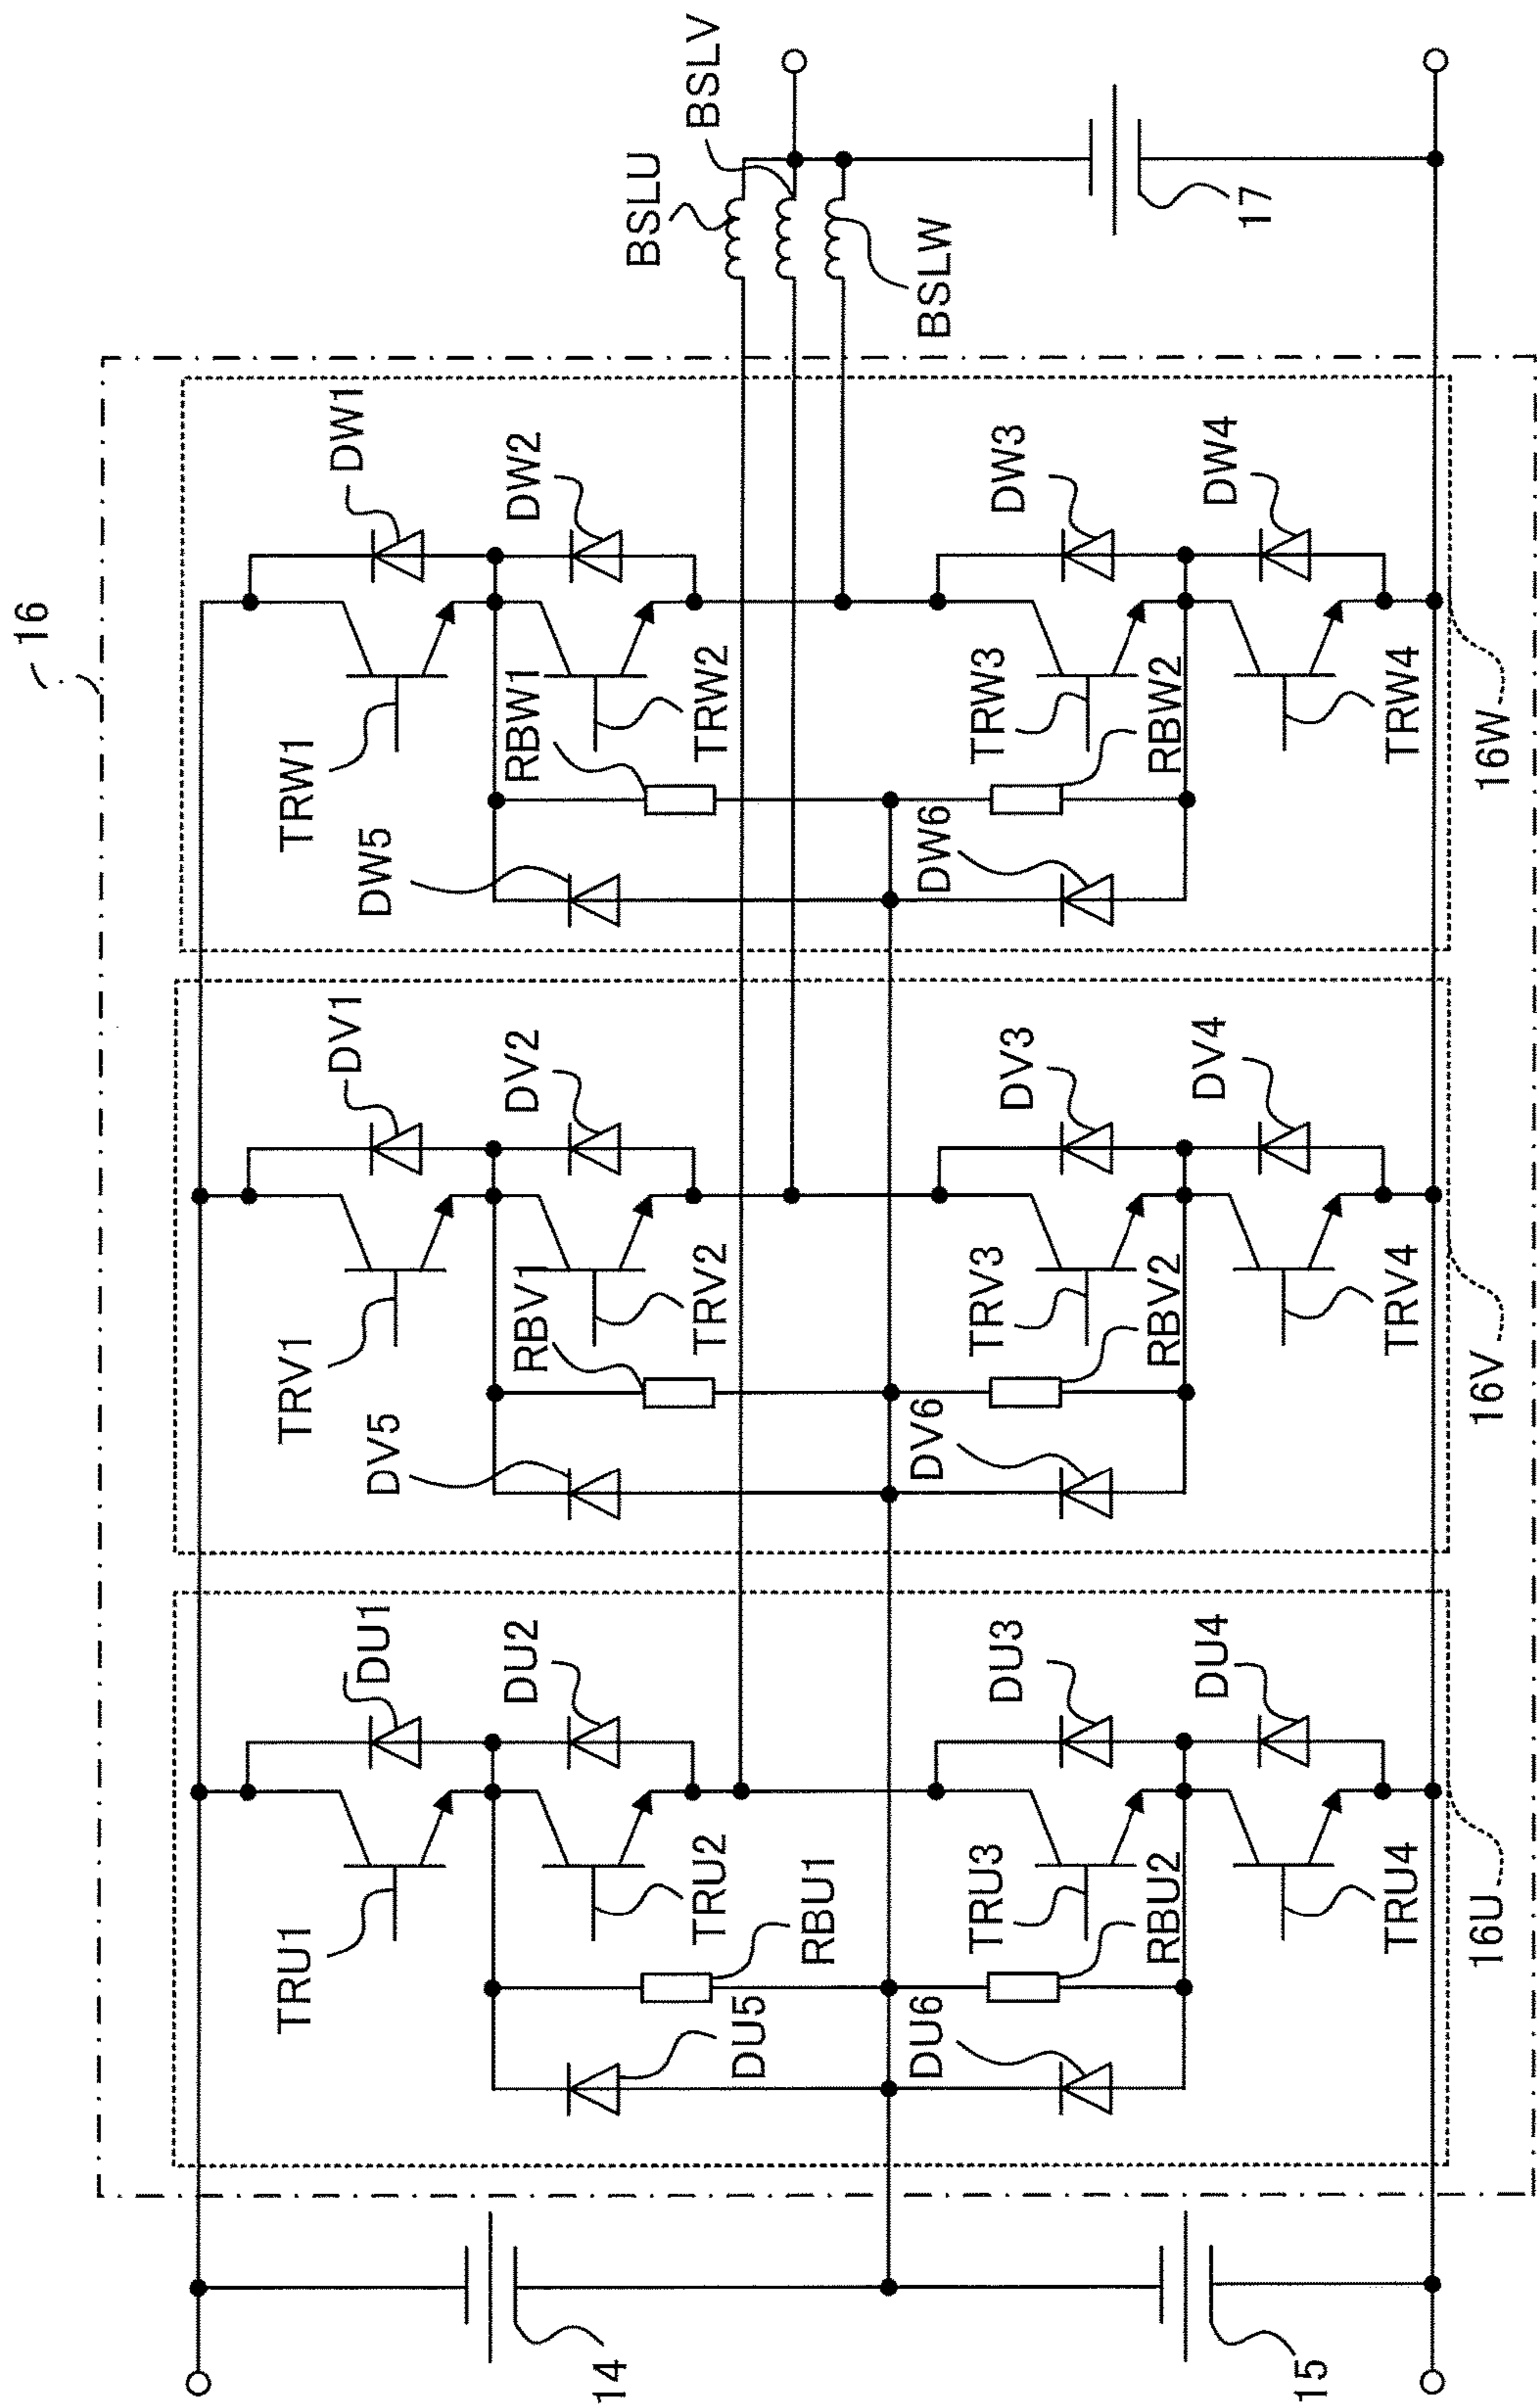 16
BSLU
BSLV
BSLW
17
DW1
DW2
DW3
DW4
TRW1
RBW1
TRW2
TRW3
RBW2
TRW4
DW5
DW6
16W
DV1
DV2
DV3
DV4
TRV1
RBV1
TRV2
TRV3
RBV2
TRV4
DV5
DV6
16V
DU1
DU2
DU3
DU4
TRU1
TRU2
RBU1
TRU3
RBU2
TRU4
DU5
DU6
16U
14
15